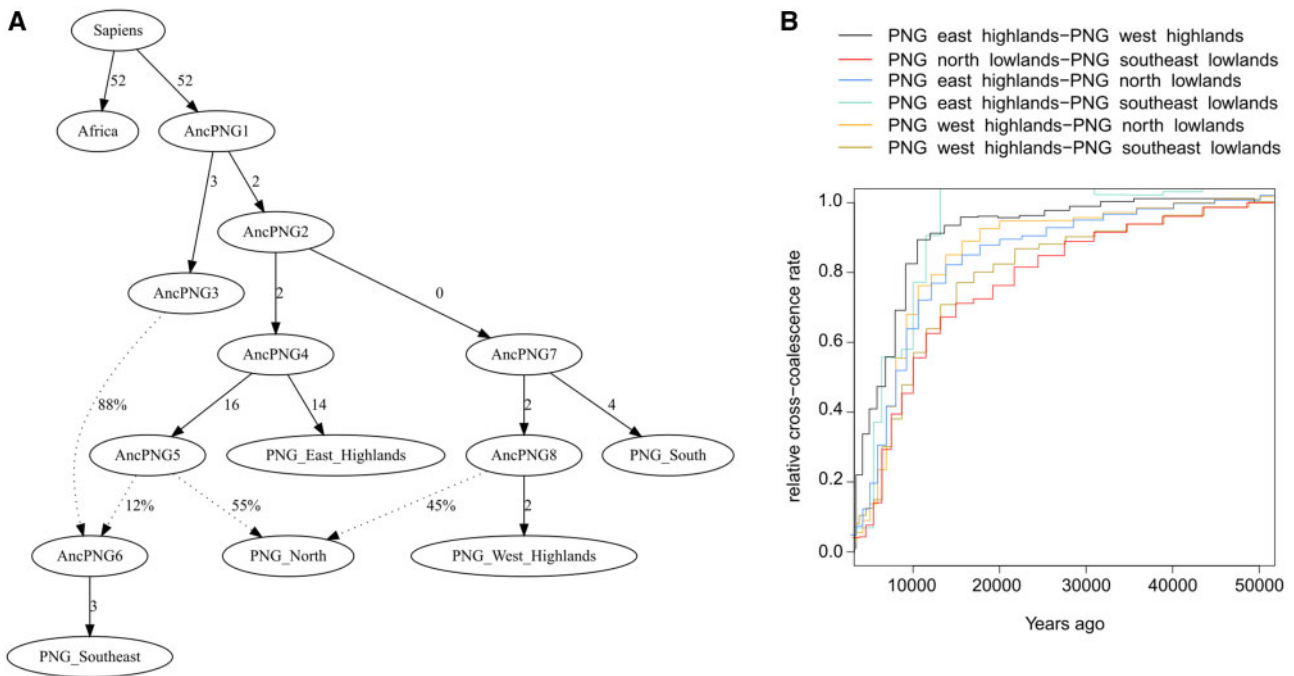 A
Sapiens
52
52
Africa
AncPNG1
3
2
AncPNG2
AncPNG3
2
0
AncPNG4
AncPNG7
88%
16
14
2
4
AncPNG5
PNG_East_Highlands
AncPNG8
PNG_South
12%
55%
45%
2
AncPNG6
PNG_North
PNG_West_Highlands
3
PNG_Southeast
B
PNG east highlands−PNG west highlands
PNG north lowlands−PNG southeast lowlands
PNG east highlands−PNG north lowlands
PNG east highlands−PNG southeast lowlands
PNG west highlands−PNG north lowlands
PNG west highlands−PNG southeast lowlands
relative cross−coalescence rate
1.0
0.8
0.6
0.4
0.2
0.0
10000 20000 30000 40000 50000
Years ago